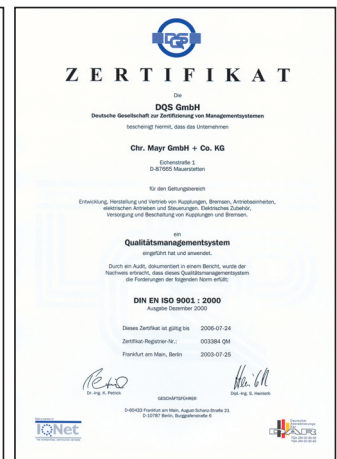 DQS
ZERTIFIKAT
Die
DQS GmbH
Deutsche Gesellschaft zur Zertifizierung von Managementsystemen
bescheinigt hiermit, dass das Unternehmen
Chr. Mayr GmbH + Co. KG
Eichenstraße 1
D-87665 Mauerstetten
für den Geltungsbereich
Entwicklung, Herstellung und Vertrieb von Kupplungen, Bremsen, Antriebseinheiten,
elektrischen Antrieben und Steuerungen. Elektrisches Zubehör,
Versorgung und Beschaltung von Kupplungen und Bremsen.
ein
Qualitätsmanagementsystem
eingeführt hat und anwendet.
Durch ein Audit, dokumentiert in einem Bericht, wurde der
Nachweis erbracht, dass dieses Qualitätsmanagementsystem
die Forderungen der folgenden Norm erfüllt:
DIN EN ISO 9001 : 2000
Ausgabe Dezember 2000
Dieses Zertifikat ist gültig bis 2006-07-24
Zertifikat-Registrier-Nr.: 003384 QM
Frankfurt am Main, Berlin 2003-07-25
Dr.-Ing. K. Petrick
Dipl.-Ing. S. Heinloth
GESCHÄFTSFÜHRER
D-60433 Frankfurt am Main, August-Schanz-Straße 21
D-10787 Berlin, Burggrafenstraße 6
IQNet